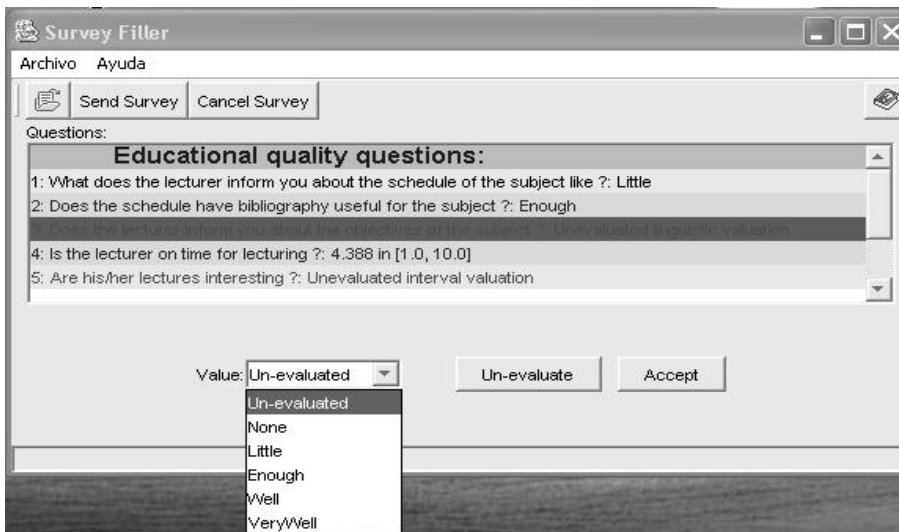 Survey Filler
Archivo Ayuda
Send Survey Cancel Survey
Questions:
Educational quality questions:
1: What does the lecturer inform you about the schedule of the subject like ?: Little
2: Does the schedule have bibliography useful for the subject ?: Enough
3: Does the lecturer inform you about the objectives of the subject ?: Unevaluated linguistic valuation
4: Is the lecturer on time for lecturing ?: 4.388 in [1.0, 10.0]
5: Are his/her lectures interesting ?: Unevaluated interval valuation
Value: Un-evaluated Un-evaluate Accept
Un-evaluated
None
Little
Enough
Well
VeryWell